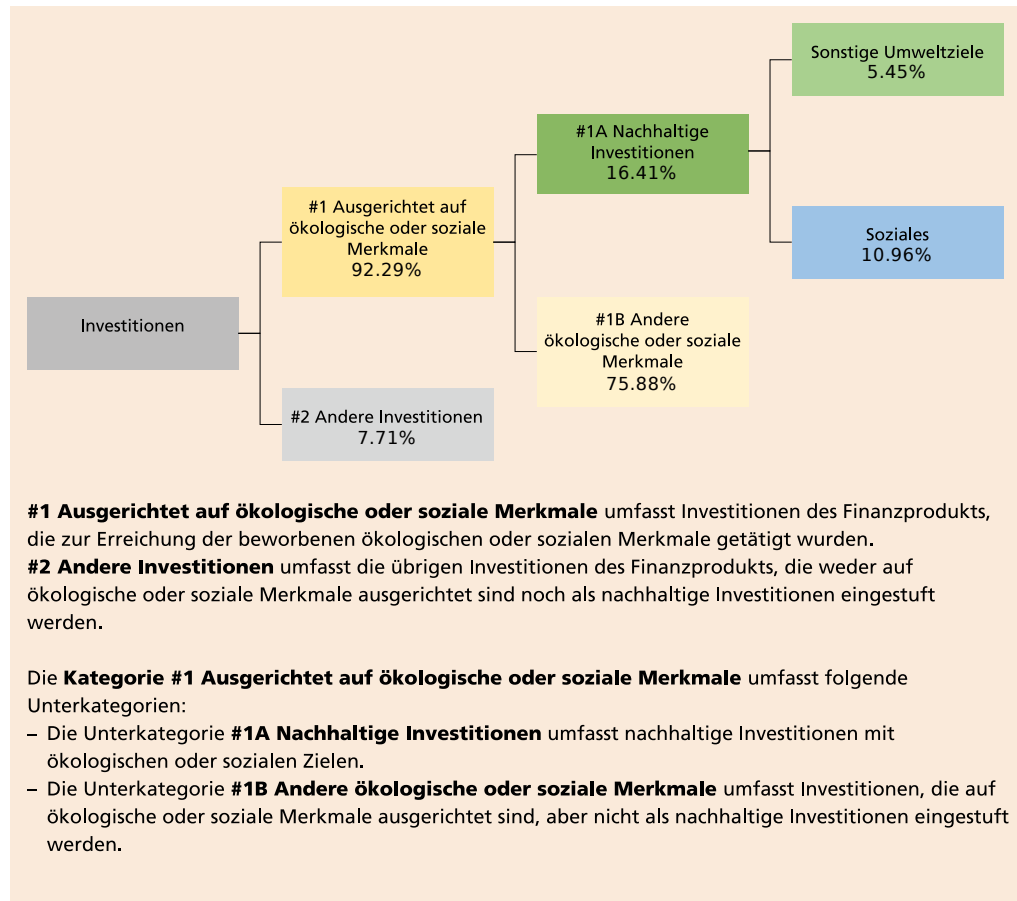 Sonstige Umweltziele
5.45%
#1A Nachhaltige
Investitionen
16.41%
#1 Ausgerichtet auf
ökologische oder soziale
Merkmale
92.29%
Soziales
10.96%
Investitionen
#1B Andere
ökologische oder soziale
Merkmale
75.88%
#2 Andere Investitionen
7.71%
#1 Ausgerichtet auf ökologische oder soziale Merkmale umfasst Investitionen des Finanzprodukts,
die zur Erreichung der beworbenen ökologischen oder sozialen Merkmale getätigt wurden.
#2 Andere Investitionen umfasst die übrigen Investitionen des Finanzprodukts, die weder auf
ökologische oder soziale Merkmale ausgerichtet sind noch als nachhaltige Investitionen eingestuft
werden.
Die Kategorie #1 Ausgerichtet auf ökologische oder soziale Merkmale umfasst folgende
Unterkategorien:
– Die Unterkategorie #1A Nachhaltige Investitionen umfasst nachhaltige Investitionen mit
ökologischen oder sozialen Zielen.
– Die Unterkategorie #1B Andere ökologische oder soziale Merkmale umfasst Investitionen, die auf
ökologische oder soziale Merkmale ausgerichtet sind, aber nicht als nachhaltige Investitionen eingestuft
werden.